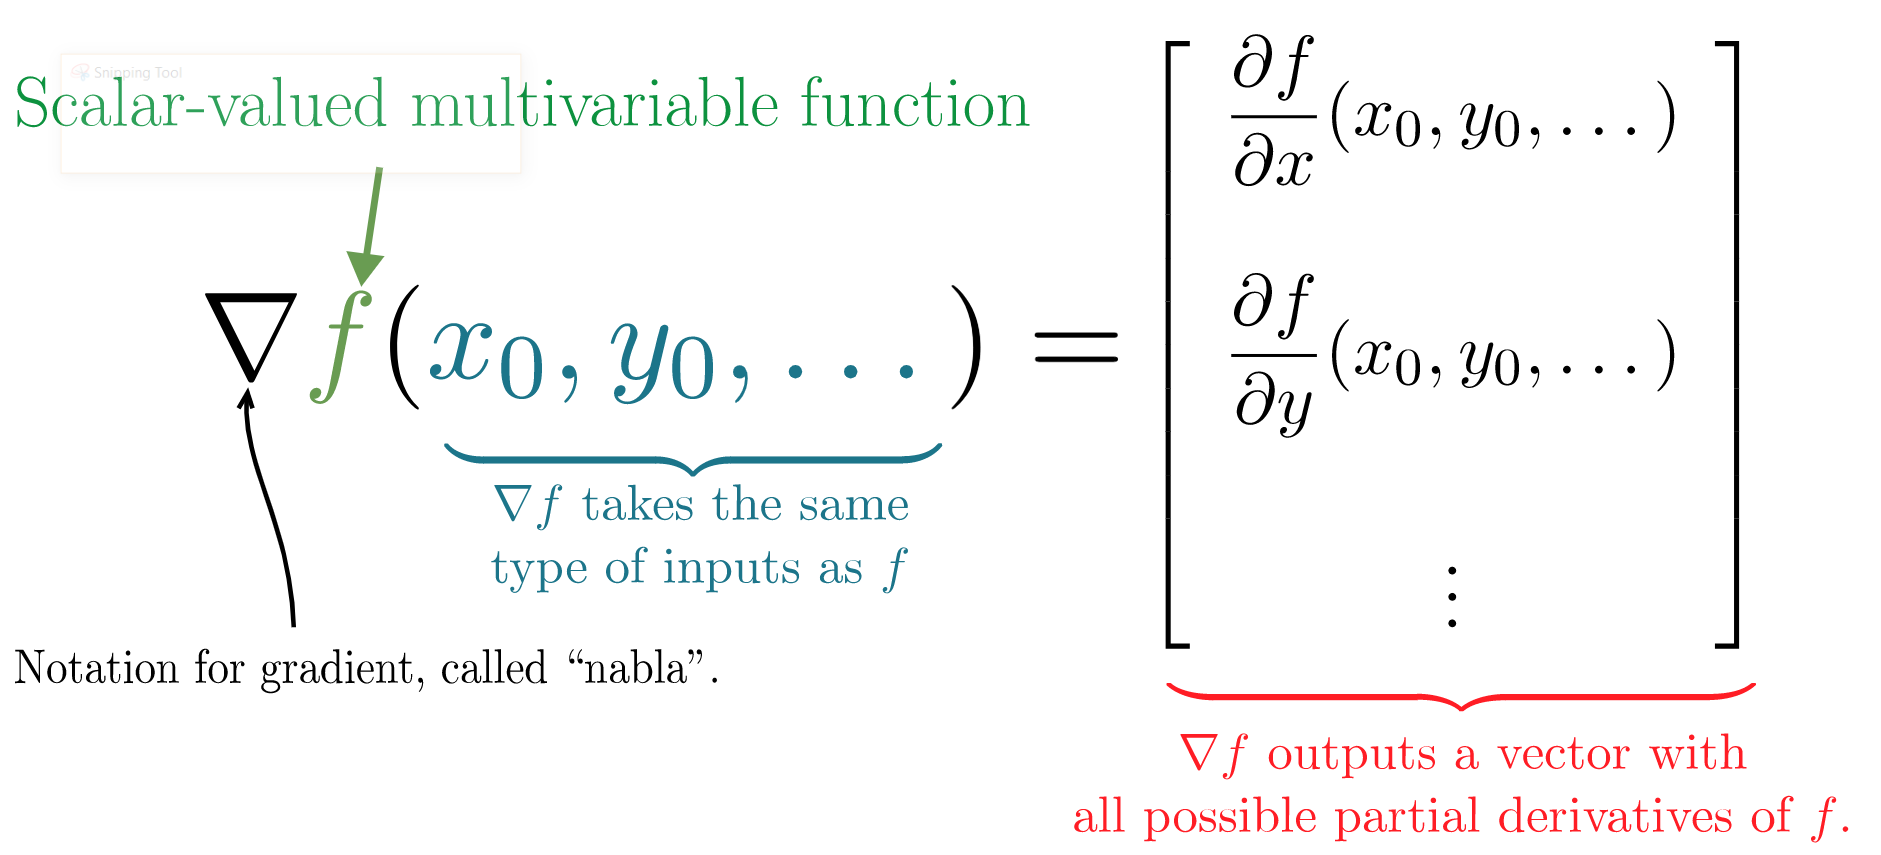 Snipping Tool
Scalar-valued multivariable function
∇f(x₀, y₀, ...) =
∂f/∂x (x₀, y₀, ...)
∂f/∂y (x₀, y₀, ...)
⋮
∇f takes the same
type of inputs as f
Notation for gradient, called “nabla”.
∇f outputs a vector with
all possible partial derivatives of f.